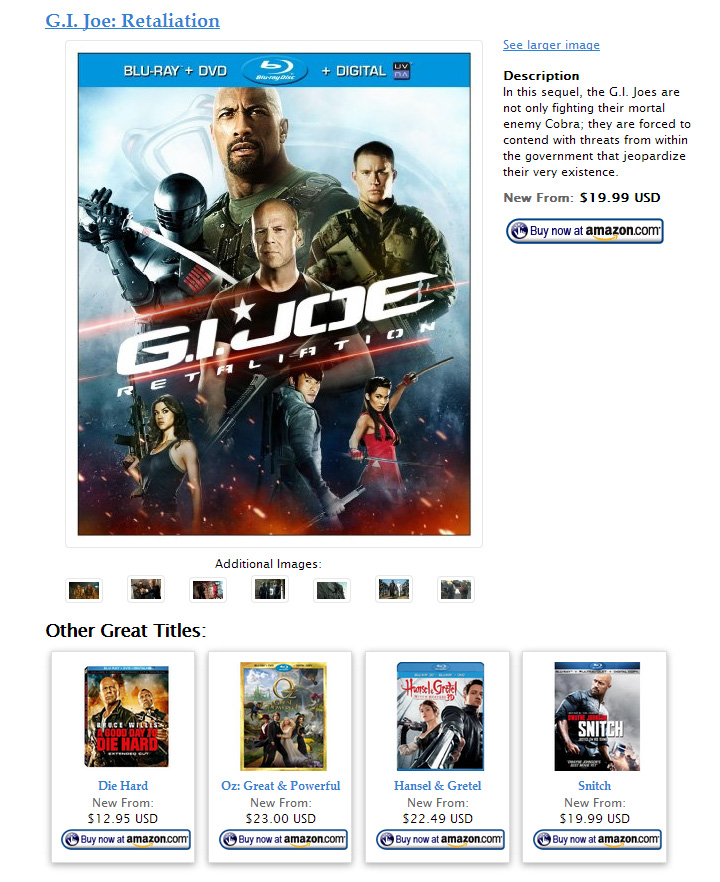 G.I. Joe: Retaliation
See larger image
BLU-RAY + DVD Blu-ray Disc + DIGITAL UV
Description
In this sequel, the G.I. Joes are
not only fighting their mortal
enemy Cobra; they are forced to
contend with threats from within
the government that jeopardize
their very existence.
New From: $19.99 USD
Buy now at amazon.com
G.I. JOE
RETALIATION
Additional Images:
Other Great Titles:
BRUCE WILLIS
A GOOD DAY TO
DIE HARD
EXTENDED CUT
OZ
Hansel & Gretel
WITCH HUNTERS 3D
DWAYNE JOHNSON
SNITCH
Die Hard
Oz: Great & Powerful
Hansel & Gretel
Snitch
New From:
New From:
New From:
New From:
$12.95 USD
$23.00 USD
$22.49 USD
$19.99 USD
Buy now at amazon.com
Buy now at amazon.com
Buy now at amazon.com
Buy now at amazon.com